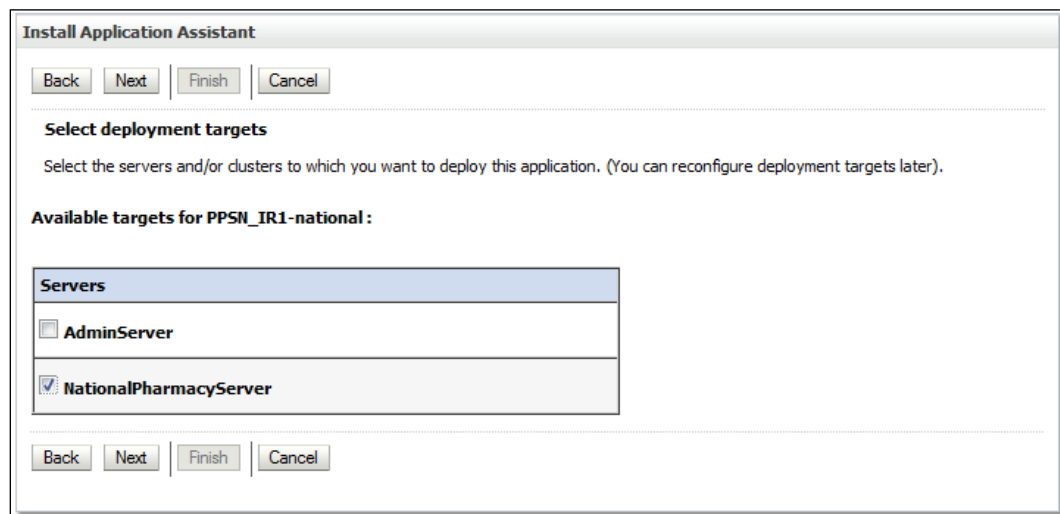 Install Application Assistant
Back Next Finish Cancel
Select deployment targets
Select the servers and/or clusters to which you want to deploy this application. (You can reconfigure deployment targets later).
Available targets for PPSN_IR1-national :
Servers
AdminServer
NationalPharmacyServer
Back Next Finish Cancel